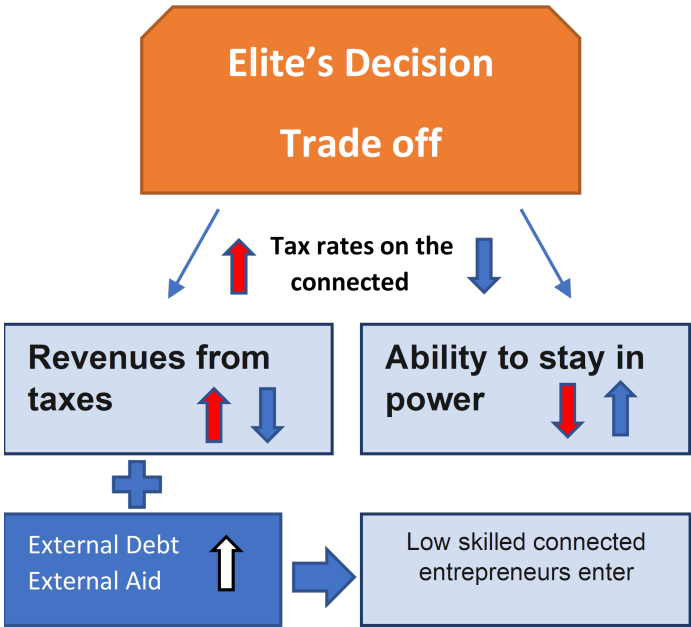 Elite’s Decision
Trade off
Tax rates on the
connected
Revenues from
taxes
Ability to stay in
power
External Debt
External Aid
Low skilled connected
entrepreneurs enter